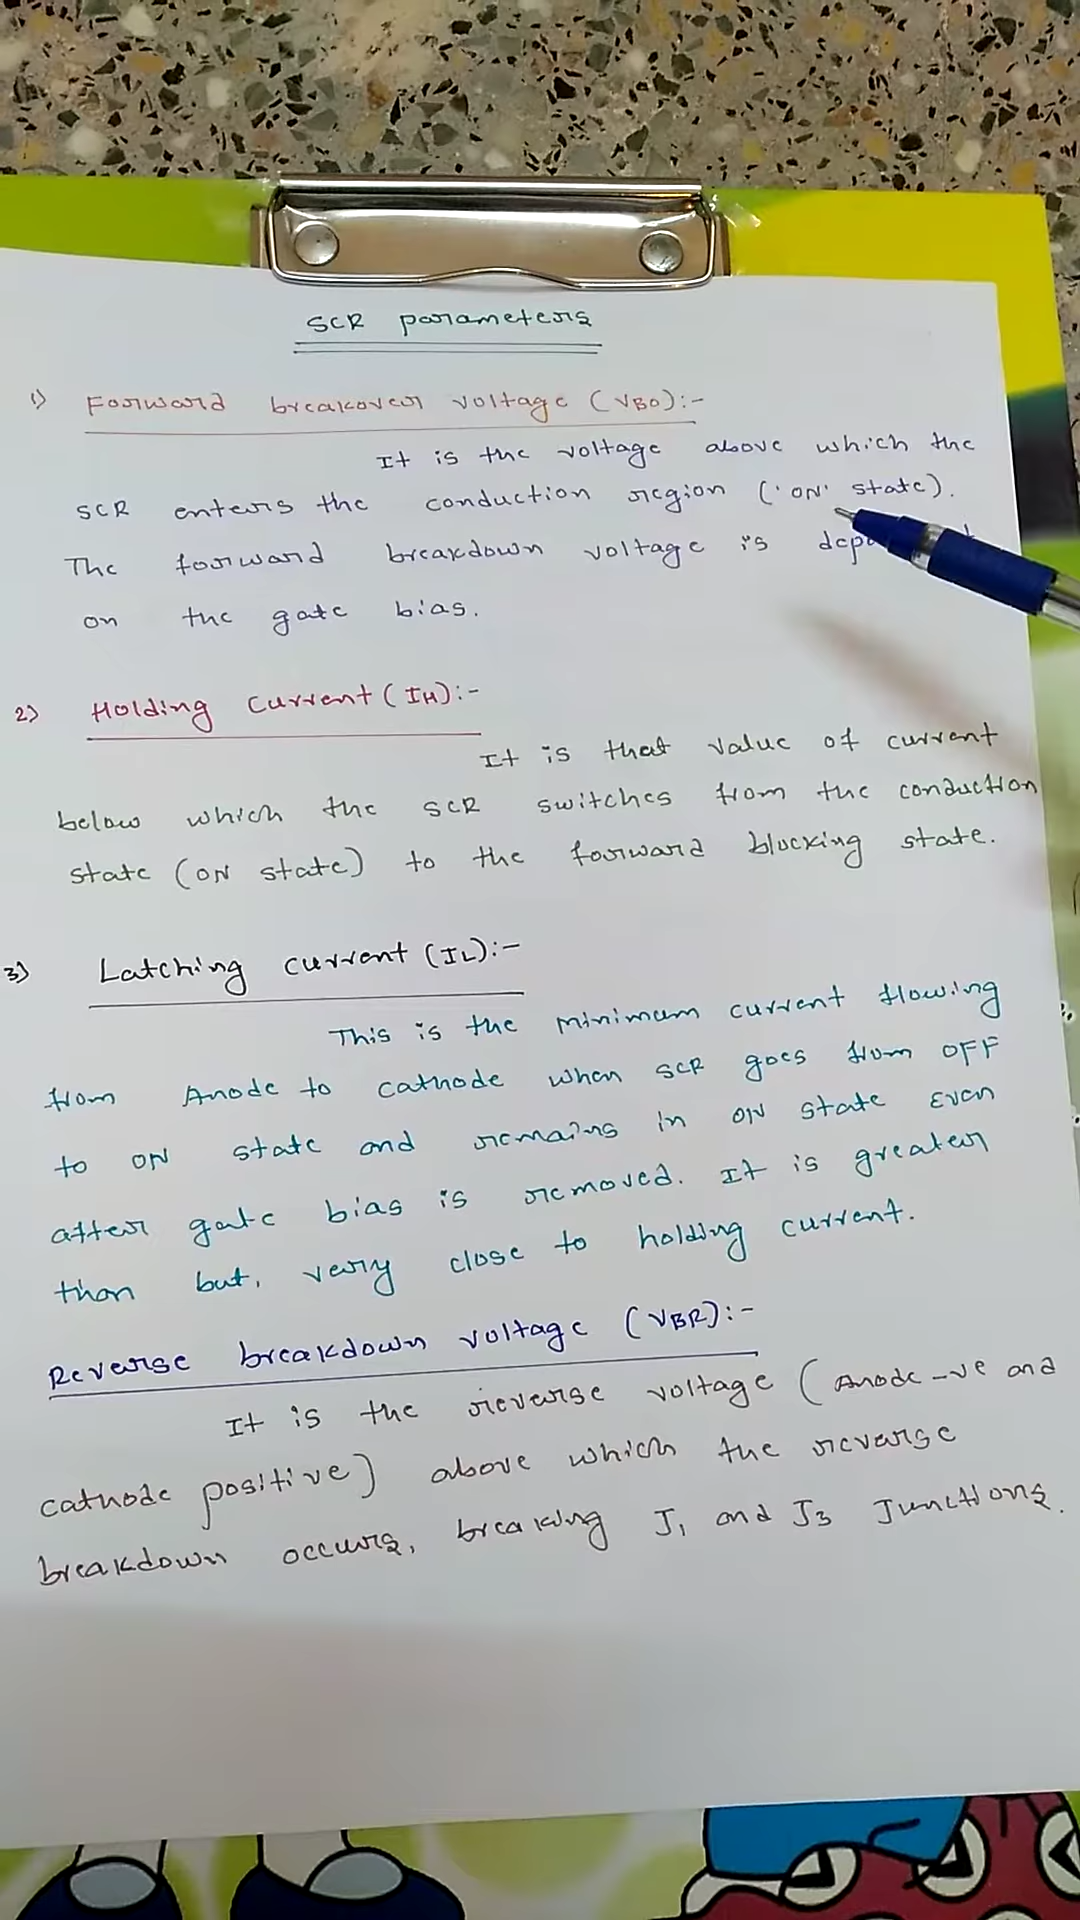 SCR parameters
1) Forward breakover voltage (VBO):-
It is the voltage above which the
SCR enters the conduction region ('ON' state).
The forward breakdown voltage is
on the gate bias.
2) Holding current (IH):-
It is that value of current
below which the SCR switches from the conduction
state (ON state) to the forward blocking state.
3) Latching current (IL):-
This is the minimum current flowing
from Anode to cathode when SCR goes from OFF
to ON state and remains in ON state even
after gate bias is removed. It is greater
than but, very close to holding current.
Reverse breakdown voltage (VBR):-
It is the reverse voltage (Anode -ve and
cathode positive) above which the reverse
breakdown occurs, breaking J1 and J3 Junctions.